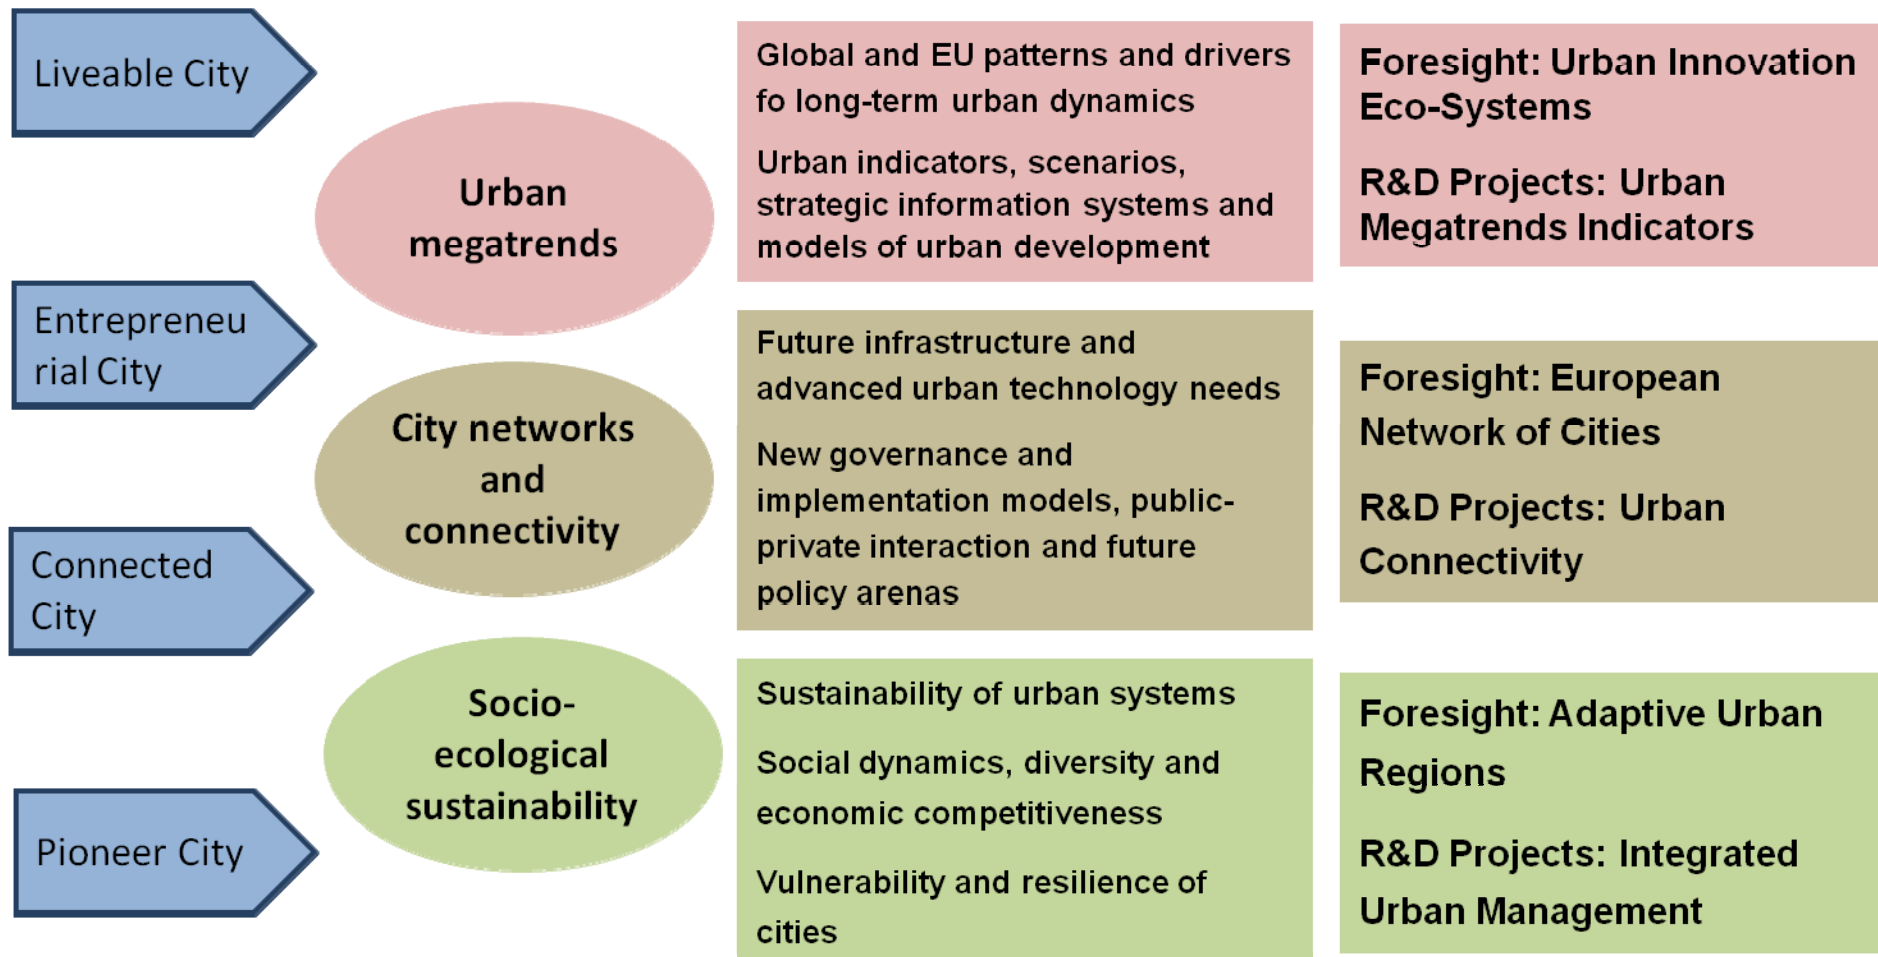 Liveable City
Entrepreneu
rial City
Connected
City
Pioneer City
Urban
megatrends
City networks
and
connectivity
Socio-
ecological
sustainability
Global and EU patterns and drivers
fo long-term urban dynamics
Urban indicators, scenarios,
strategic information systems and
models of urban development
Future infrastructure and
advanced urban technology needs
New governance and
implementation models, public-
private interaction and future
policy arenas
Sustainability of urban systems
Social dynamics, diversity and
economic competitiveness
Vulnerability and resilience of
cities
Foresight: Urban Innovation
Eco-Systems
R&D Projects: Urban
Megatrends Indicators
Foresight: European
Network of Cities
R&D Projects: Urban
Connectivity
Foresight: Adaptive Urban
Regions
R&D Projects: Integrated
Urban Management